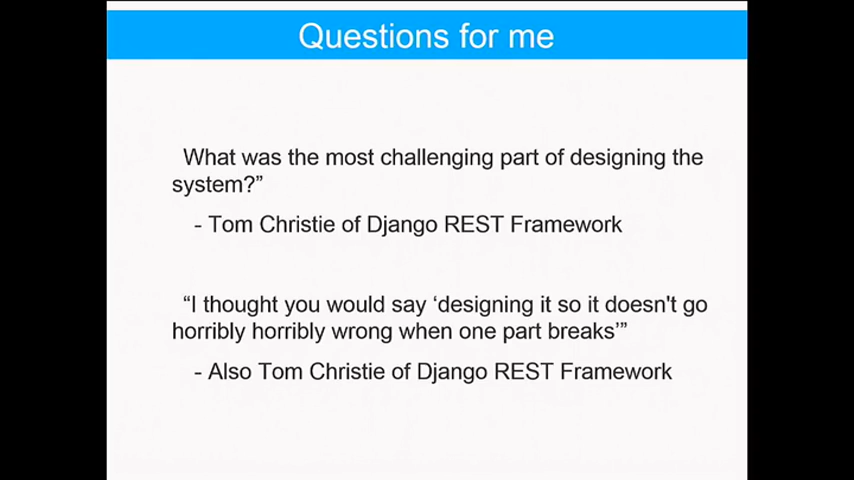 Questions for me
What was the most challenging part of designing the
system?”
- Tom Christie of Django REST Framework
“I thought you would say ‘designing it so it doesn't go
horribly horribly wrong when one part breaks’”
- Also Tom Christie of Django REST Framework